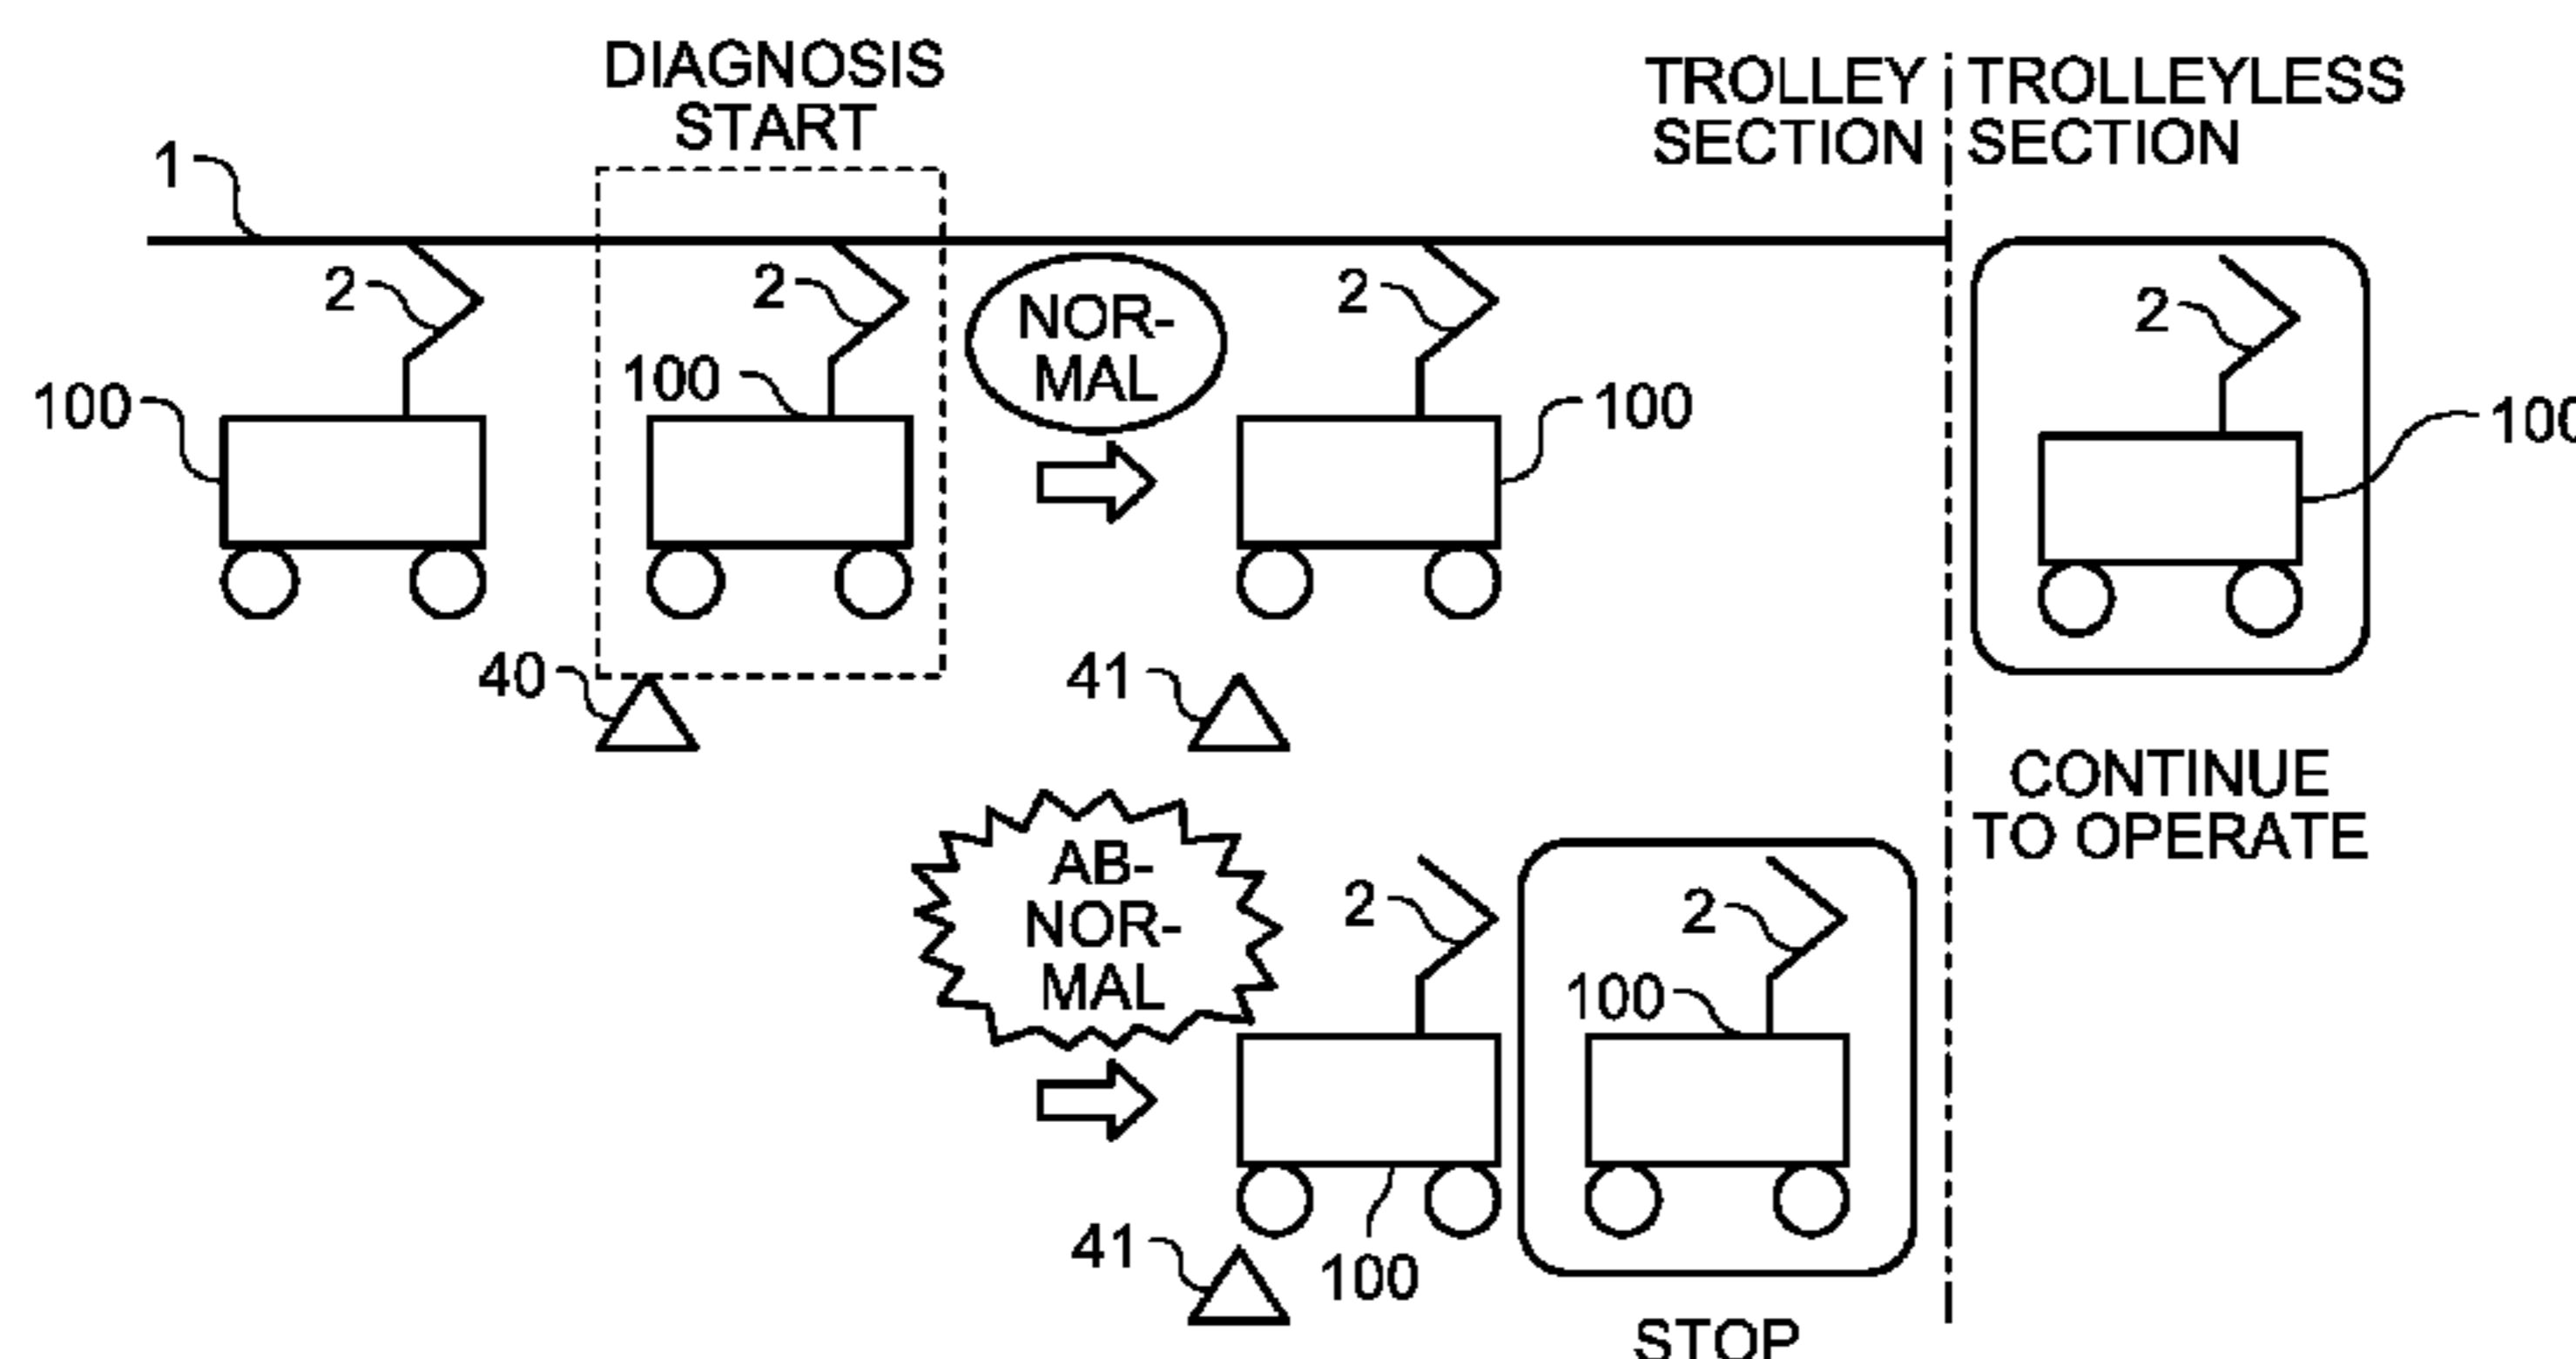 DIAGNOSIS
START
TROLLEY
SECTION
TROLLEYLESS
SECTION
1
2
2
2
2
NOR-
MAL
100
100
100
100
40
41
CONTINUE
TO OPERATE
AB-
NOR-
MAL
2
2
100
41
100
STOP